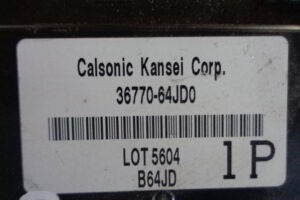 Calsonic Kansei Corp.
36770-64JD0
LOT 5604
1P
B64JD